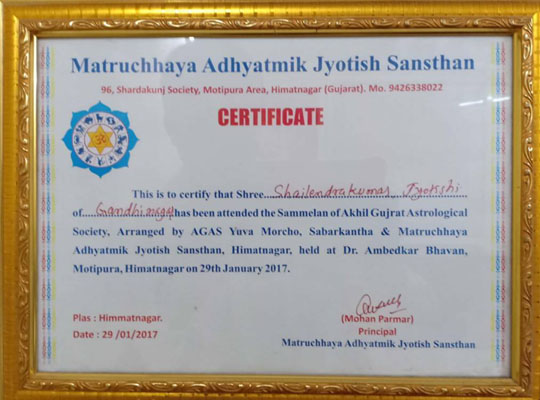 Matruchhaya Adhyatmik Jyotish Sansthan
96, Shardakunj Society, Motipura Area, Himatnagar (Gujarat). Mo. 9426338022
CERTIFICATE
This is to certify that Shree....Shailendrakumar Jyotishi
of.....Gandhinagar has been attended the Sammelan of Akhil Gujrat Astrological
Society, Arranged by AGAS Yuva Morcho, Sabarkantha & Matruchhaya
Adhyatmik Jyotish Sansthan, Himatnagar, held at Dr. Ambedkar Bhavan,
Motipura, Himatnagar on 29th January 2017.
Plas : Himmatnagar.
Date : 29 /01/2017
(Mohan Parmar)
Principal
Matruchhaya Adhyatmik Jyotish Sansthan